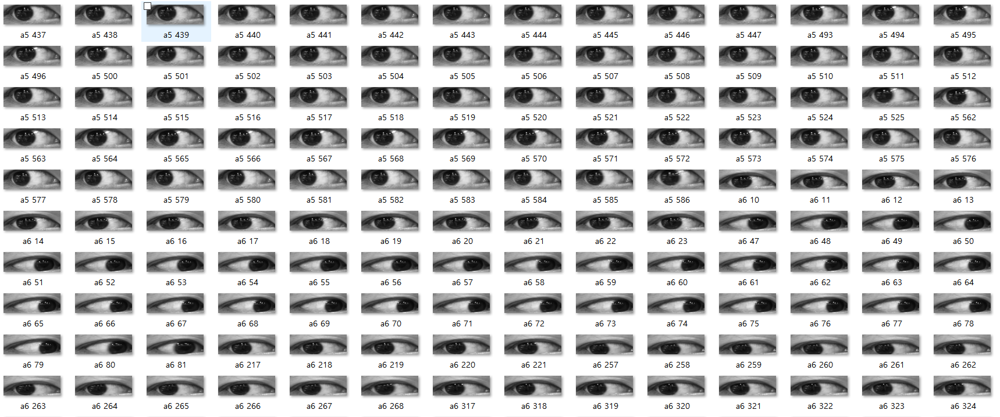 a5 437 a5 438 a5 439 a5 440 a5 441 a5 442 a5 443 a5 444 a5 445 a5 446 a5 447 a5 493 a5 494 a5 495
a5 496 a5 500 a5 501 a5 502 a5 503 a5 504 a5 505 a5 506 a5 507 a5 508 a5 509 a5 510 a5 511 a5 512
a5 513 a5 514 a5 515 a5 516 a5 517 a5 518 a5 519 a5 520 a5 521 a5 522 a5 523 a5 524 a5 525 a5 562
a5 563 a5 564 a5 565 a5 566 a5 567 a5 568 a5 569 a5 570 a5 571 a5 572 a5 573 a5 574 a5 575 a5 576
a5 577 a5 578 a5 579 a5 580 a5 581 a5 582 a5 583 a5 584 a5 585 a5 586 a6 10 a6 11 a6 12 a6 13
a6 14 a6 15 a6 16 a6 17 a6 18 a6 19 a6 20 a6 21 a6 22 a6 23 a6 47 a6 48 a6 49 a6 50
a6 51 a6 52 a6 53 a6 54 a6 55 a6 56 a6 57 a6 58 a6 59 a6 60 a6 61 a6 62 a6 63 a6 64
a6 65 a6 66 a6 67 a6 68 a6 69 a6 70 a6 71 a6 72 a6 73 a6 74 a6 75 a6 76 a6 77 a6 78
a6 79 a6 80 a6 81 a6 217 a6 218 a6 219 a6 220 a6 221 a6 257 a6 258 a6 259 a6 260 a6 261 a6 262
a6 263 a6 264 a6 265 a6 266 a6 267 a6 268 a6 317 a6 318 a6 319 a6 320 a6 321 a6 322 a6 323 a6 324